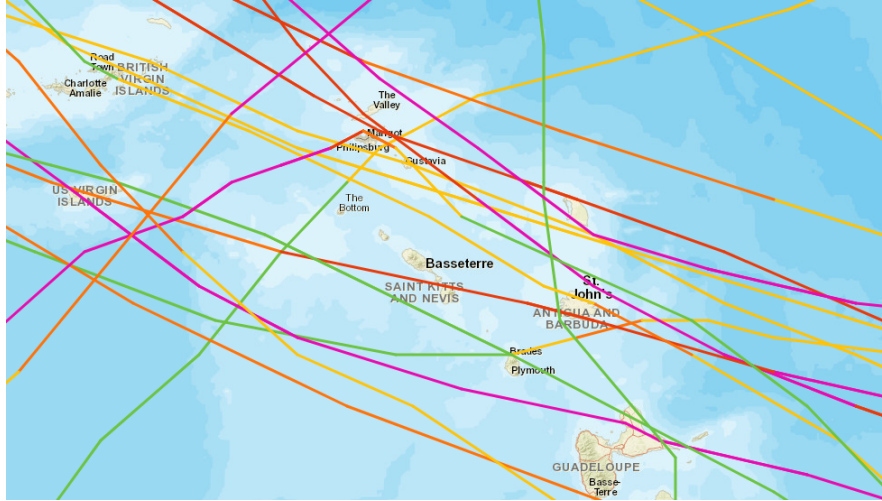 Road
Town
BRITISH
VIRGIN
ISLANDS
Charlotte
Amalie
The
Valley
Marigot
Philipsburg
Gustavia
US VIRGIN
ISLANDS
The
Bottom
Basseterre
SAINT KITTS
AND NEVIS
St.
John's
ANTIGUA AND
BARBUDA
Brades
Plymouth
GUADELOUPE
Basse-
Terre